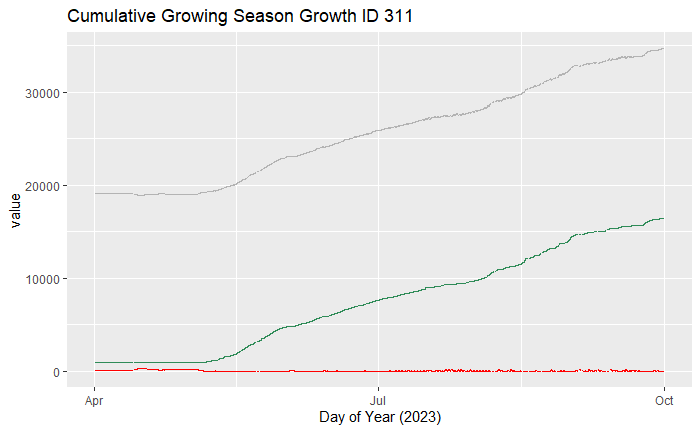 Cumulative Growing Season Growth ID 311
value
30000
20000
10000
0
Apr
Jul
Oct
Day of Year (2023)